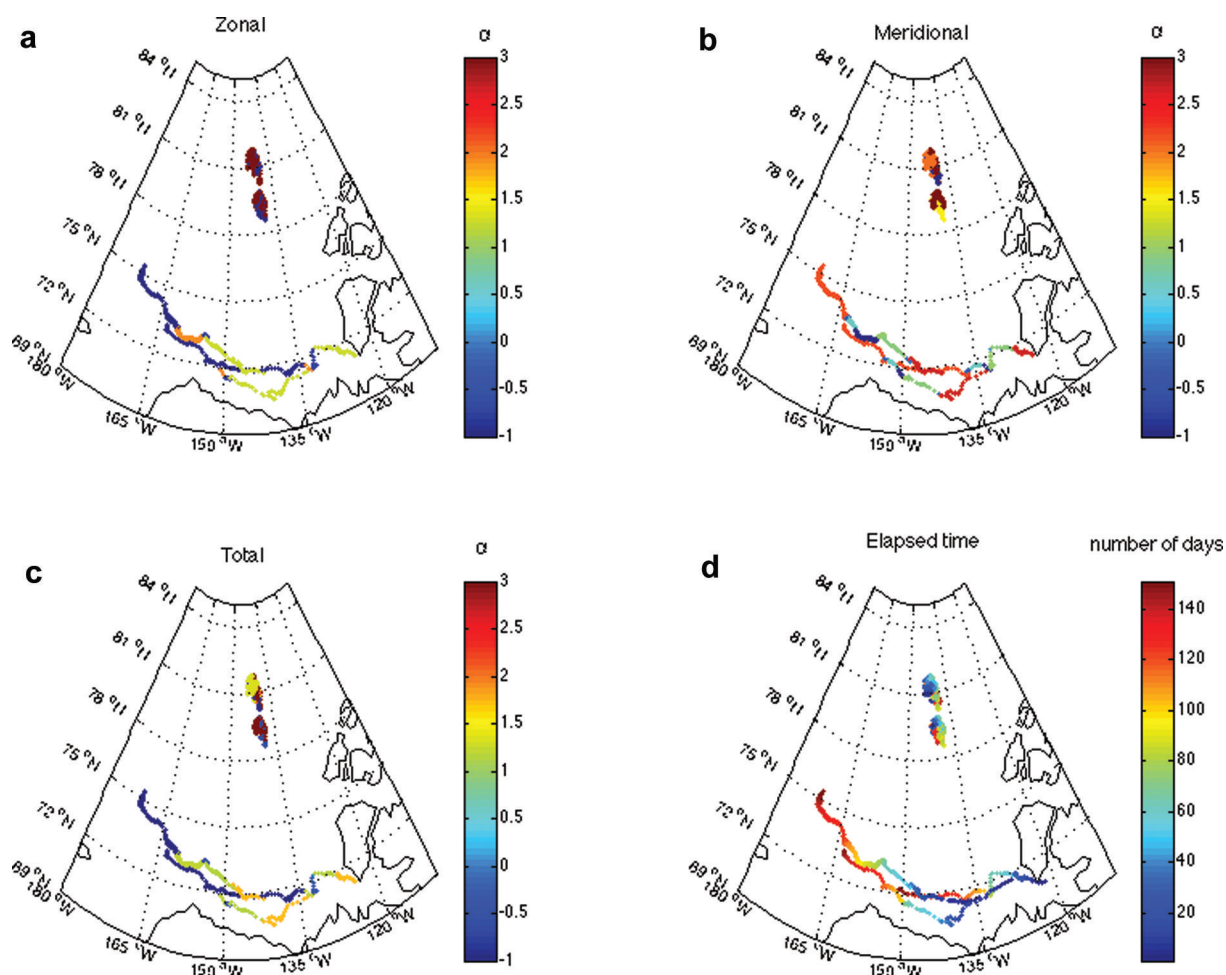 a
Zonal
α
84 °N
81 °N
78 °N
75 °N
72 °N
69 °N
180 °W
165 °W
150 °W
135 °W
120 °W
3
2.5
2
1.5
1
0.5
0
-0.5
-1
b
Meridional
α
84 °N
81 °N
78 °N
75 °N
72 °N
69 °N
180 °W
165 °W
150 °W
135 °W
120 °W
3
2.5
2
1.5
1
0.5
0
-0.5
-1
c
Total
α
84 °N
81 °N
78 °N
75 °N
72 °N
69 °N
180 °W
165 °W
150 °W
135 °W
120 °W
3
2.5
2
1.5
1
0.5
0
-0.5
-1
d
Elapsed time
number of days
84 °N
81 °N
78 °N
75 °N
72 °N
69 °N
180 °W
165 °W
150 °W
135 °W
120 °W
140
120
100
80
60
40
20